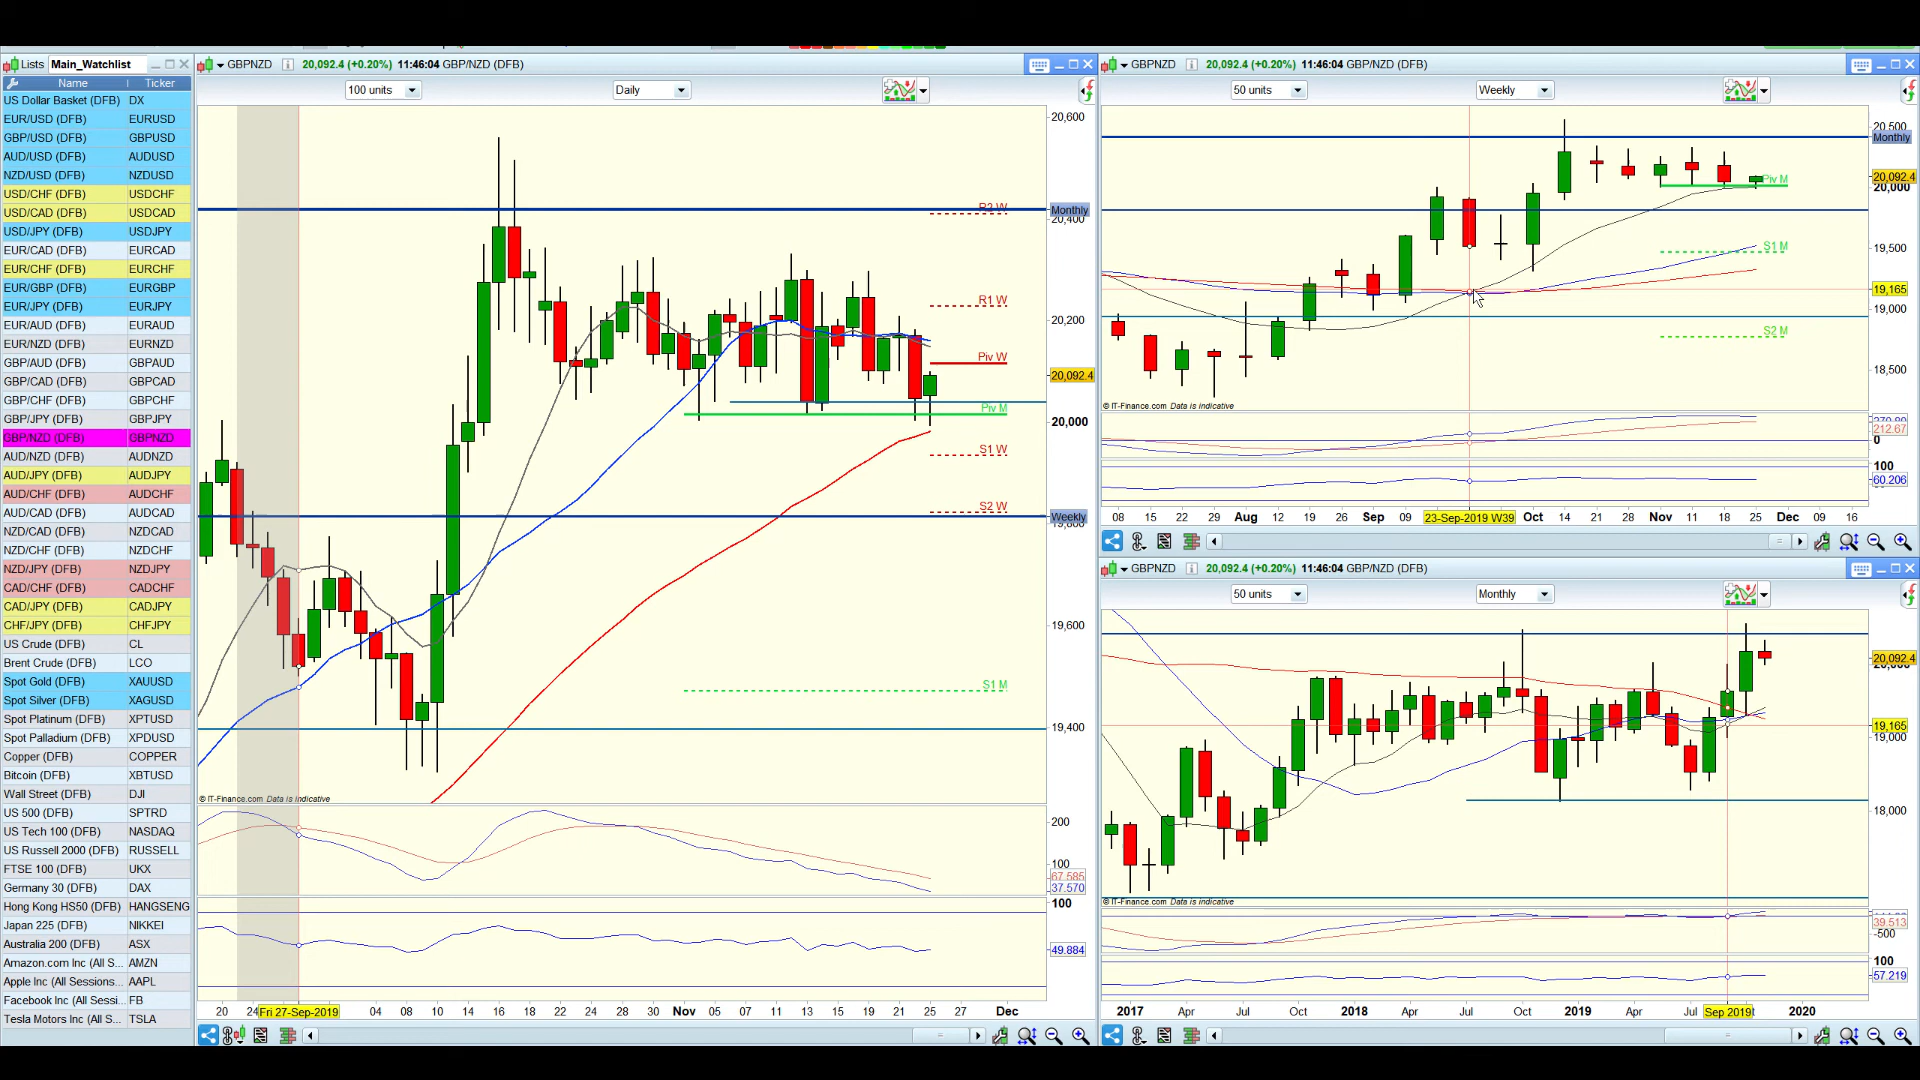 Lists Main_Watchlist
Name Ticker
US Dollar Basket (DFB) DX
EUR/USD (DFB) EURUSD
GBP/USD (DFB) GBPUSD
AUD/USD (DFB) AUDUSD
NZD/USD (DFB) NZDUSD
USD/CHF (DFB) USDCHF
USD/CAD (DFB) USDCAD
USD/JPY (DFB) USDJPY
EUR/CAD (DFB) EURCAD
EUR/CHF (DFB) EURCHF
EUR/GBP (DFB) EURGBP
EUR/JPY (DFB) EURJPY
EUR/AUD (DFB) EURAUD
EUR/NZD (DFB) EURNZD
GBP/AUD (DFB) GBPAUD
GBP/CAD (DFB) GBPCAD
GBP/CHF (DFB) GBPCHF
GBP/JPY (DFB) GBPJPY
GBP/NZD (DFB) GBPNZD
AUD/NZD (DFB) AUDNZD
AUD/JPY (DFB) AUDJPY
AUD/CHF (DFB) AUDCHF
AUD/CAD (DFB) AUDCAD
NZD/CAD (DFB) NZDCAD
NZD/CHF (DFB) NZDCHF
NZD/JPY (DFB) NZDJPY
CAD/CHF (DFB) CADCHF
CAD/JPY (DFB) CADJPY
CHF/JPY (DFB) CHFJPY
US Crude (DFB) CL
Brent Crude (DFB) LCO
Spot Gold (DFB) XAUUSD
Spot Silver (DFB) XAGUSD
Spot Platinum (DFB) XPTUSD
Spot Palladium (DFB) XPDUSD
Copper (DFB) COPPER
Bitcoin (DFB) XBTUSD
Wall Street (DFB) DJI
US 500 (DFB) SPTRD
US Tech 100 (DFB) NASDAQ
US Russell 2000 (DFB) RUSSELL
FTSE 100 (DFB) UKX
Germany 30 (DFB) DAX
Hong Kong HS50 (DFB) HANGSENG
Japan 225 (DFB) NIKKEI
Australia 200 (DFB) ASX
Amazon.com Inc (All S... AMZN
Apple Inc (All Sessions... AAPL
Facebook Inc (All Sessi... FB
Tesla Motors Inc (All S... TSLA
GBPNZD 20,092.4 (+0.20%) 11:46:04 GBP/NZD (DFB)
100 units Daily
20,600
R2 W
Monthly
20,400
R1 W
20,200
Piv W
20,092.4
Piv M
20,000
S1 W
S2 W
Weekly
19,600
S1 M
19,400
© IT-Finance.com Data is indicative
200
100
67.585
37.570
100
49.884
20 24 Fri 27-Sep-2019 04 08 10 14 16 18 22 24 28 30 Nov 05 07 11 13 15 19 21 25 27 Dec
GBPNZD 20,092.4 (+0.20%) 11:46:04 GBP/NZD (DFB)
50 units Weekly
20,500
Monthly
Piv M
20,092.4
20,000
S1 M
19,500
19,165
19,000
S2 M
18,500
© IT-Finance.com Data is indicative
212.67
0
100
60.206
08 15 22 29 Aug 12 19 26 Sep 09 23-Sep-2019 W39 Oct 14 21 28 Nov 11 18 25 Dec 09 16
GBPNZD 20,092.4 (+0.20%) 11:46:04 GBP/NZD (DFB)
50 units Monthly
20,092.4
19,165
19,000
18,000
© IT-Finance.com Data is indicative
39.513
-500
100
57.219
2017 Apr Jul Oct 2018 Apr Jul Oct 2019 Apr Jul Sep 2019 2020